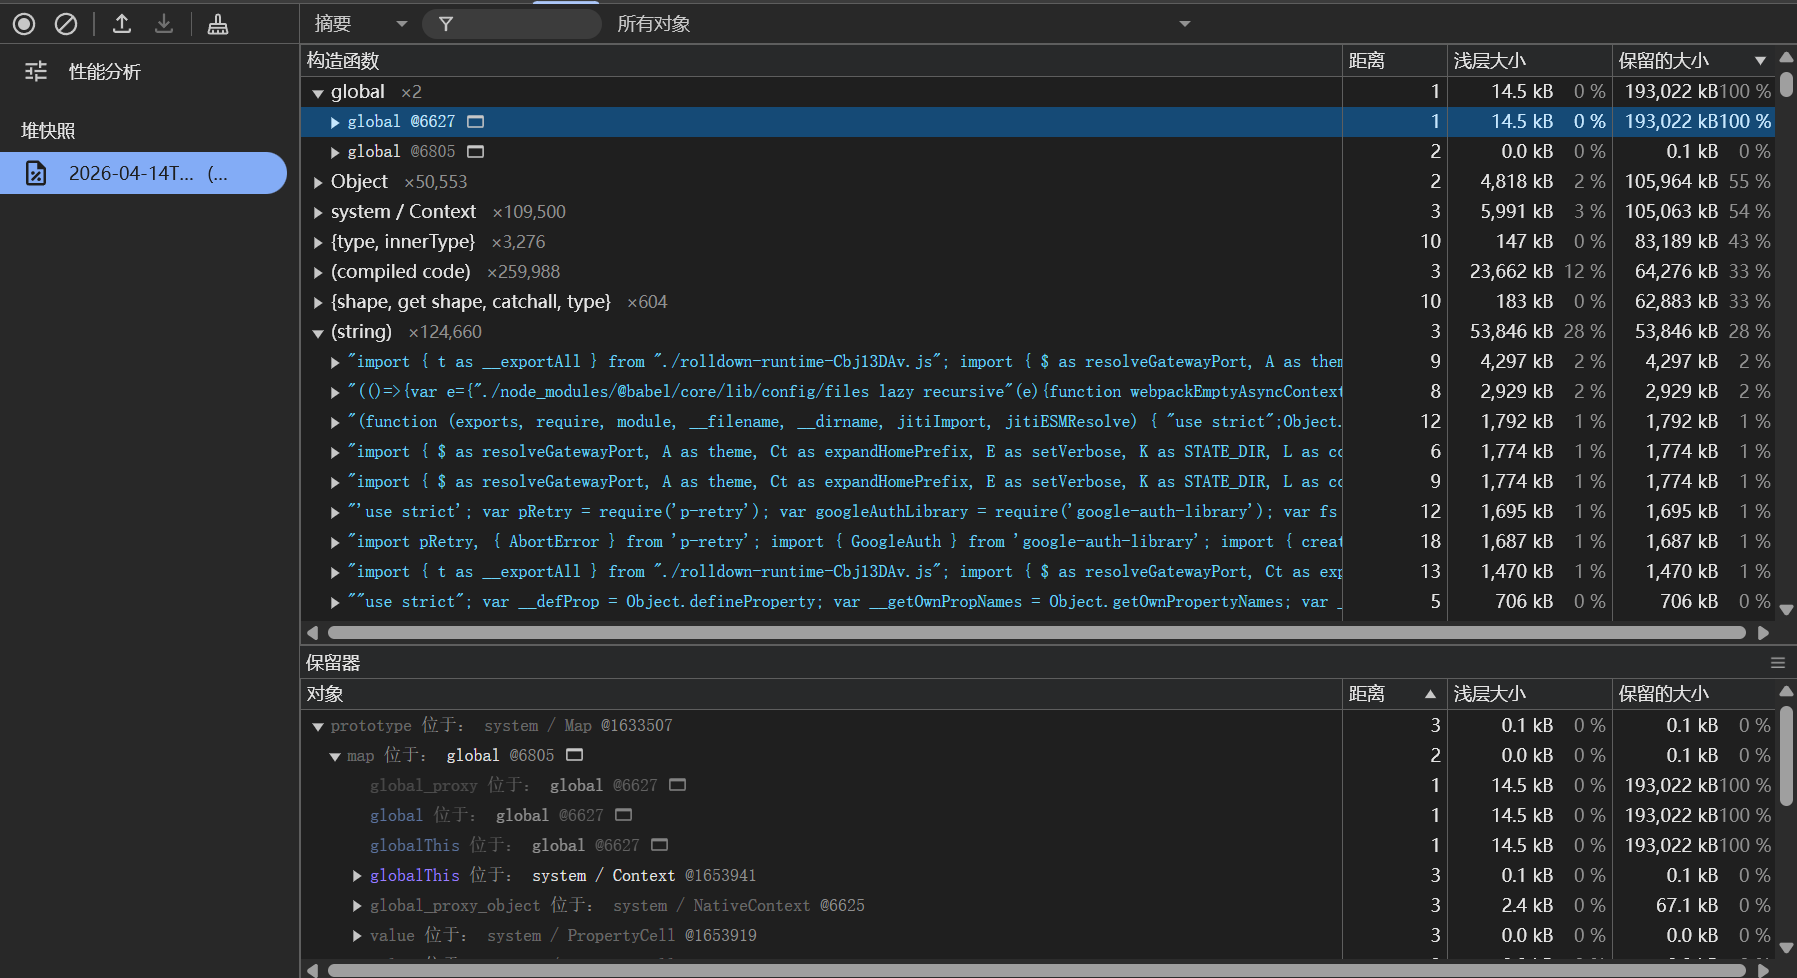 摘要 所有对象
性能分析
堆快照
2026-04-14T... (...
构造函数 距离 浅层大小 保留的大小
global ×2 1 14.5 kB 0 % 193,022 kB 100 %
global @6627 1 14.5 kB 0 % 193,022 kB 100 %
global @6805 2 0.0 kB 0 % 0.1 kB 0 %
Object ×50,553 2 4,818 kB 2 % 105,964 kB 55 %
system / Context ×109,500 3 5,991 kB 3 % 105,063 kB 54 %
{type, innerType} ×3,276 10 147 kB 0 % 83,189 kB 43 %
(compiled code) ×259,988 3 23,662 kB 12 % 64,276 kB 33 %
{shape, get shape, catchall, type} ×604 10 183 kB 0 % 62,883 kB 33 %
(string) ×124,660 3 53,846 kB 28 % 53,846 kB 28 %
"import { t as __exportAll } from "./rolldown-runtime-Cbj13DAv.js"; import { $ as resolveGatewayPort, A as them 9 4,297 kB 2 % 4,297 kB 2 %
"(()=>{var e={"./node_modules/@babel/core/lib/config/files lazy recursive"(e){function webpackEmptyAsyncContext 8 2,929 kB 2 % 2,929 kB 2 %
"(function (exports, require, module, __filename, __dirname, jitiImport, jitiESMResolve) { "use strict";Object. 12 1,792 kB 1 % 1,792 kB 1 %
"import { $ as resolveGatewayPort, A as theme, Ct as expandHomePrefix, E as setVerbose, K as STATE_DIR, L as co 6 1,774 kB 1 % 1,774 kB 1 %
"import { $ as resolveGatewayPort, A as theme, Ct as expandHomePrefix, E as setVerbose, K as STATE_DIR, L as co 9 1,774 kB 1 % 1,774 kB 1 %
"'use strict'; var pRetry = require('p-retry'); var googleAuthLibrary = require('google-auth-library'); var fs 12 1,695 kB 1 % 1,695 kB 1 %
"import pRetry, { AbortError } from 'p-retry'; import { GoogleAuth } from 'google-auth-library'; import { creat 18 1,687 kB 1 % 1,687 kB 1 %
"import { t as __exportAll } from "./rolldown-runtime-Cbj13DAv.js"; import { $ as resolveGatewayPort, Ct as exp 13 1,470 kB 1 % 1,470 kB 1 %
""use strict"; var __defProp = Object.defineProperty; var __getOwnPropNames = Object.getOwnPropertyNames; var _ 5 706 kB 0 % 706 kB 0 %
保留器
对象 距离 浅层大小 保留的大小
prototype 位于： system / Map @1633507 3 0.1 kB 0 % 0.1 kB 0 %
map 位于： global @6805 2 0.0 kB 0 % 0.1 kB 0 %
global_proxy 位于： global @6627 1 14.5 kB 0 % 193,022 kB 100 %
global 位于： global @6627 1 14.5 kB 0 % 193,022 kB 100 %
globalThis 位于： global @6627 1 14.5 kB 0 % 193,022 kB 100 %
globalThis 位于： system / Context @1653941 3 0.1 kB 0 % 0.1 kB 0 %
global_proxy_object 位于： system / NativeContext @6625 3 2.4 kB 0 % 67.1 kB 0 %
value 位于： system / PropertyCell @1653919 3 0.0 kB 0 % 0.0 kB 0 %